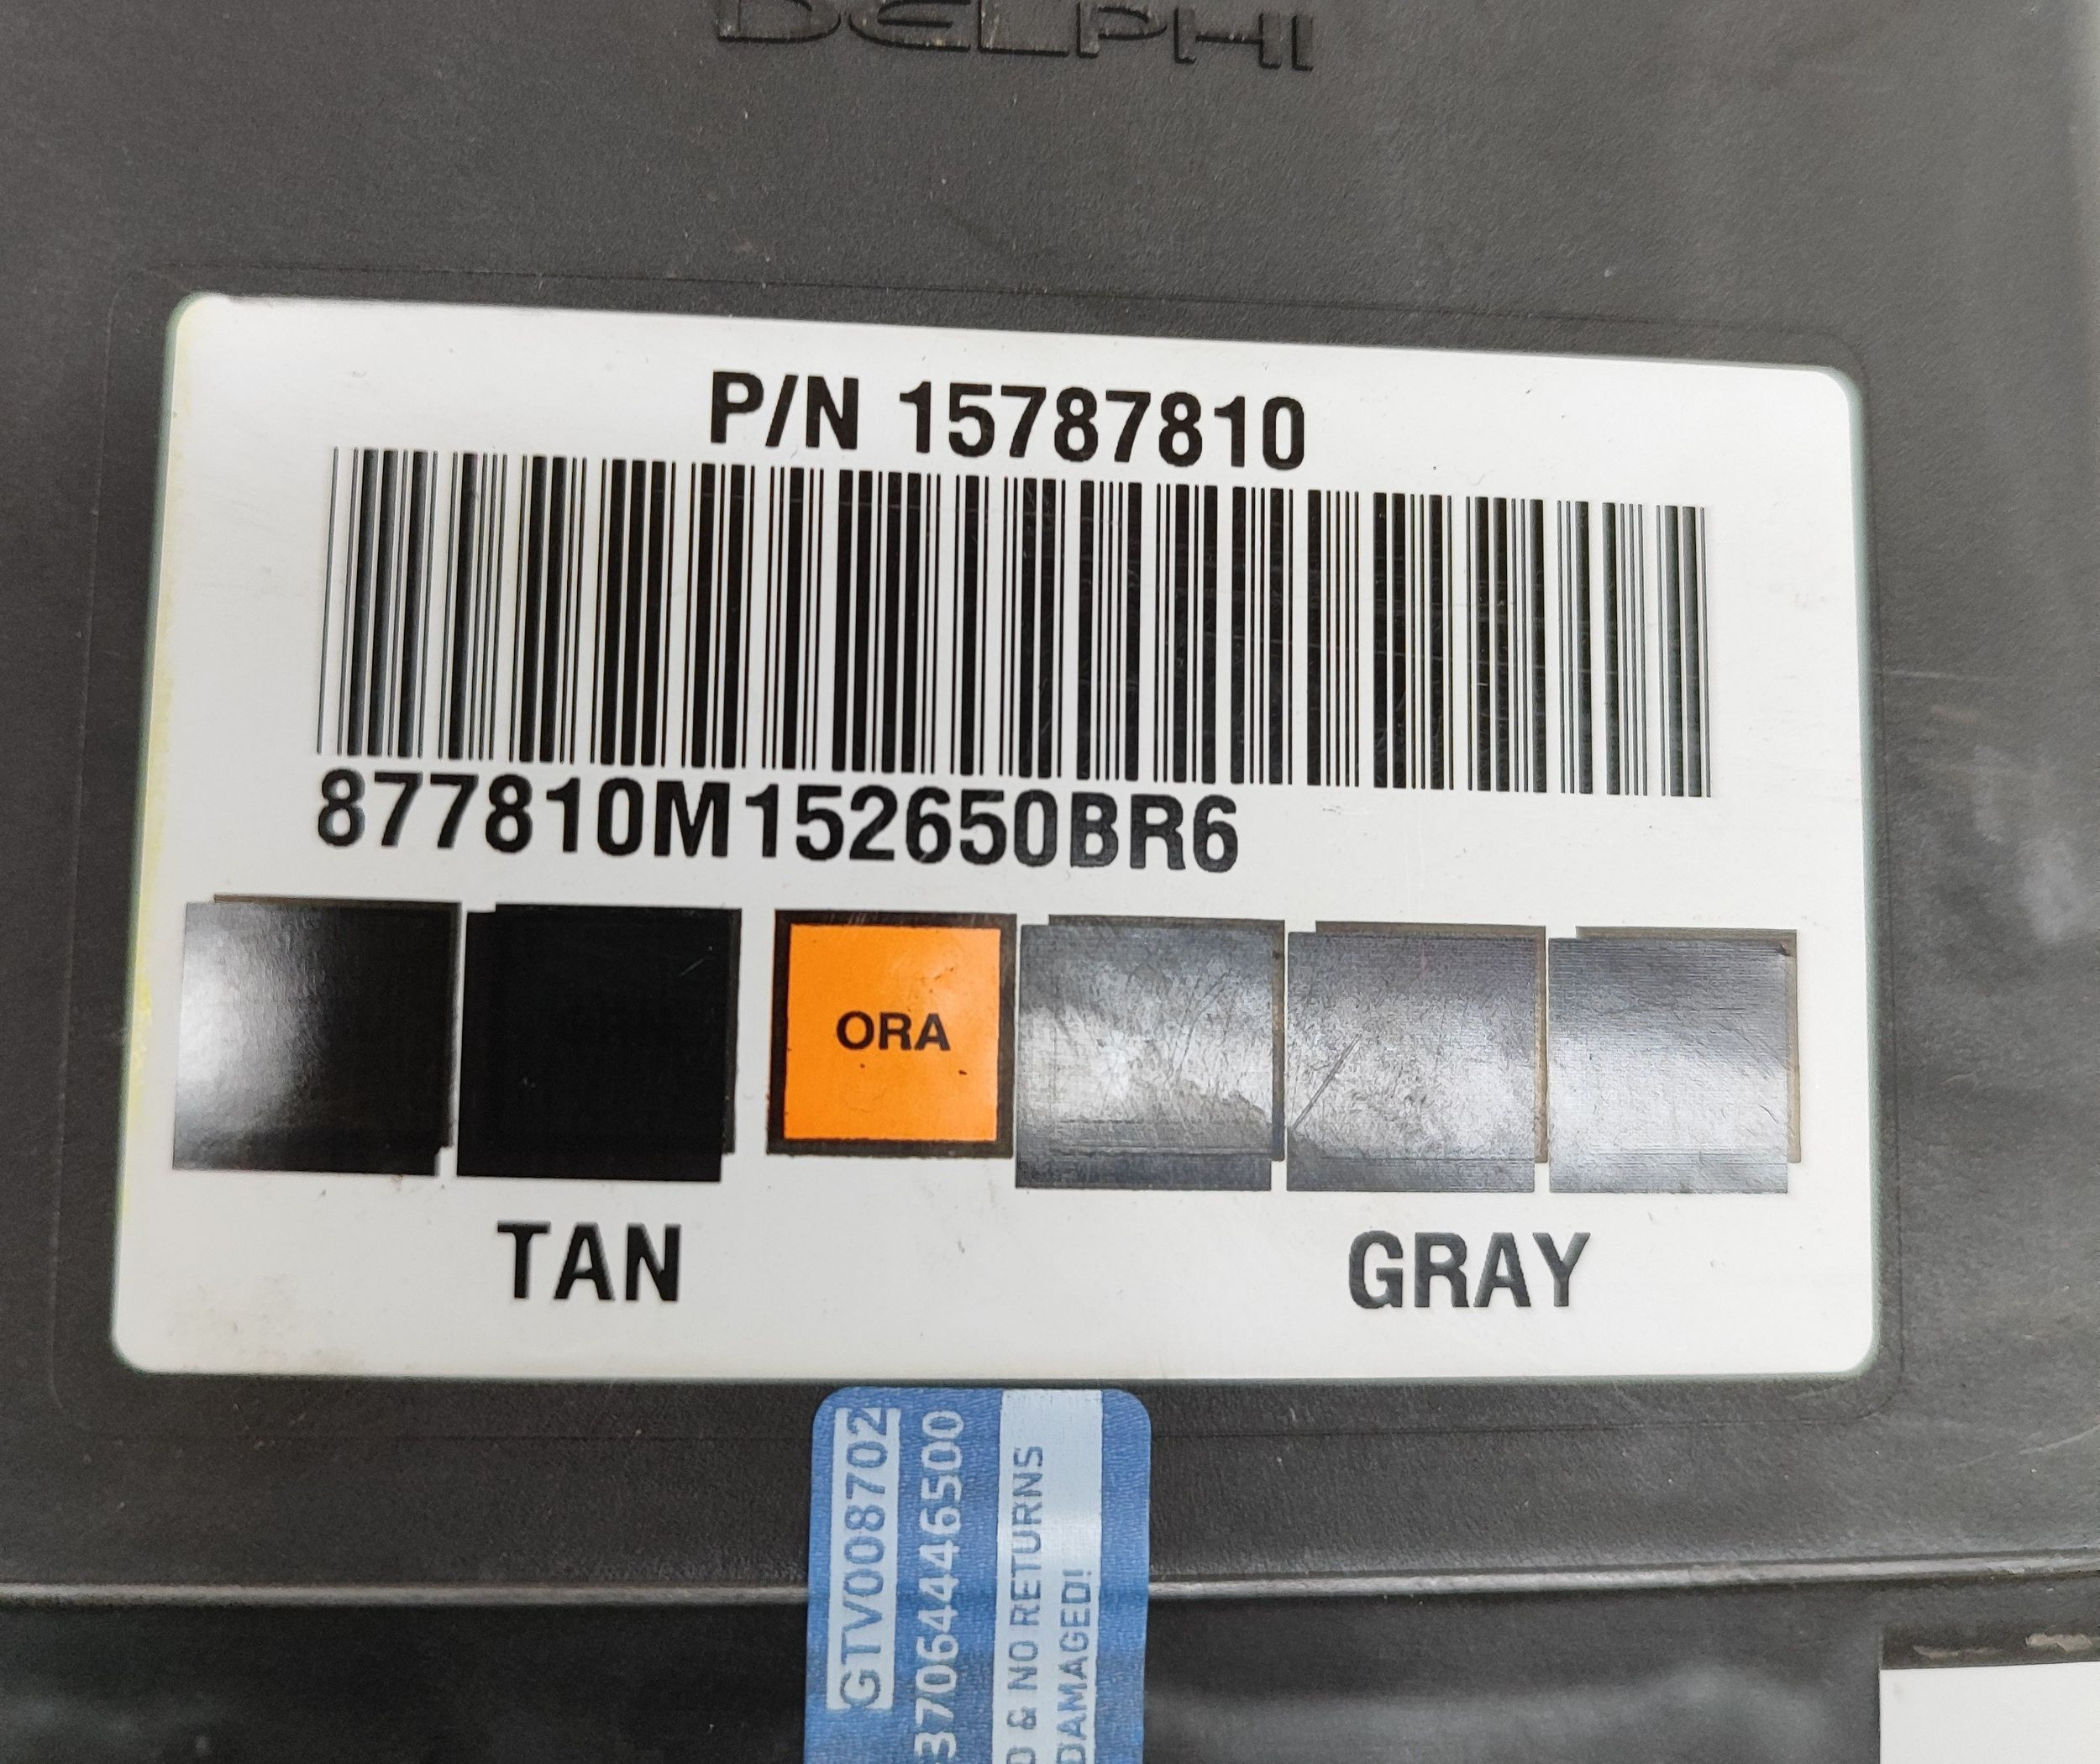 DELPHI
P/N 15787810
877810M152650BR6
ORA
TAN
GRAY
GTV008702
37064446500
& NO RETURNS
DAMAGED!